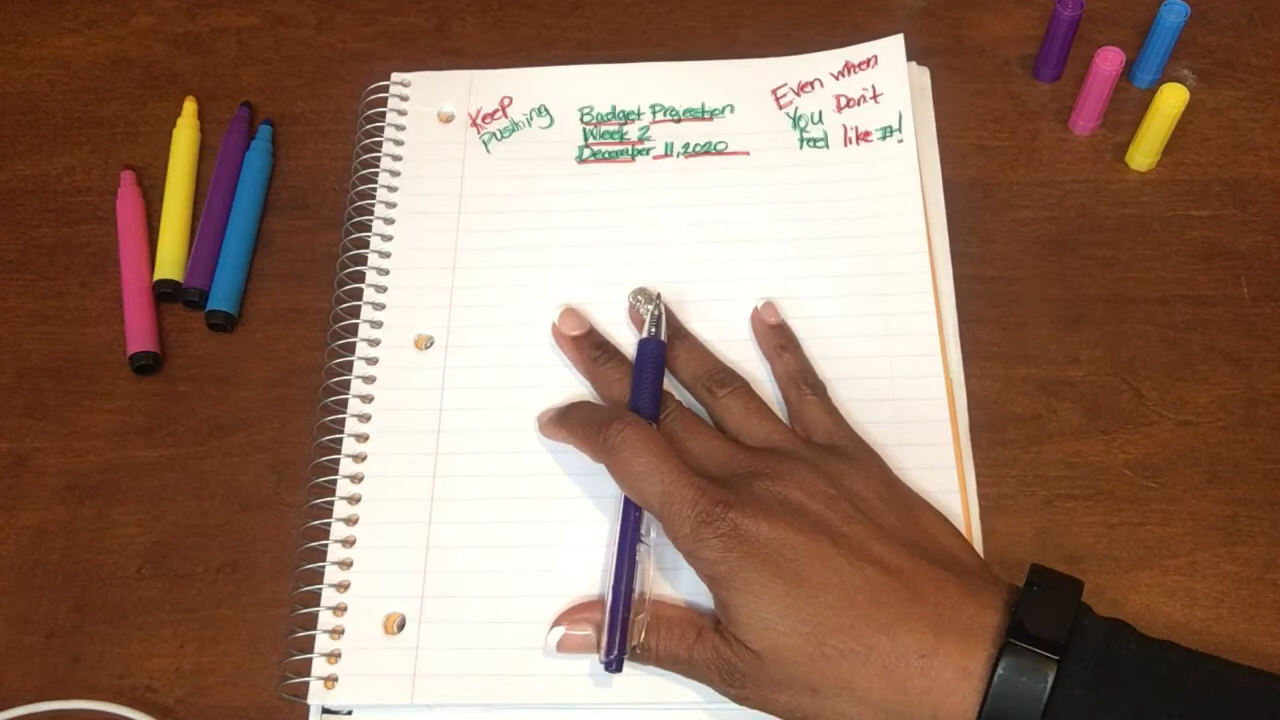 Keep
pushing
Budget Projection
Week 2
December 11, 2020
Even when
You Don't
feel like it!